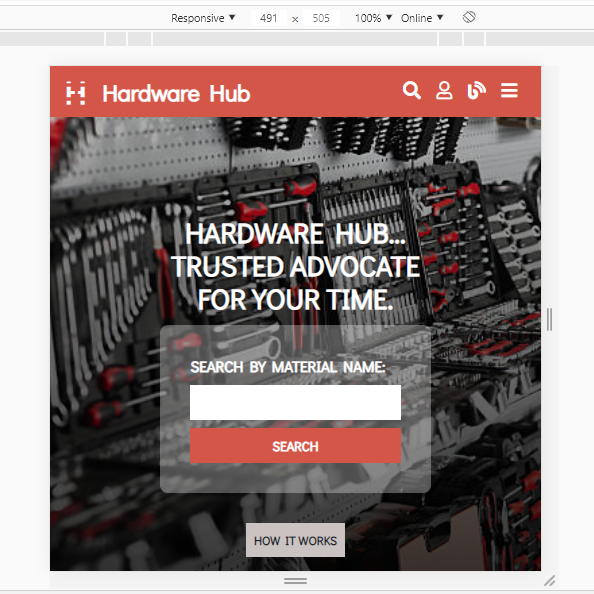 Responsive ▼ 491 x 505 100% ▼ Online ▼
Hardware Hub
HARDWARE HUB...
TRUSTED ADVOCATE
FOR YOUR TIME.
SEARCH BY MATERIAL NAME:
SEARCH
HOW IT WORKS